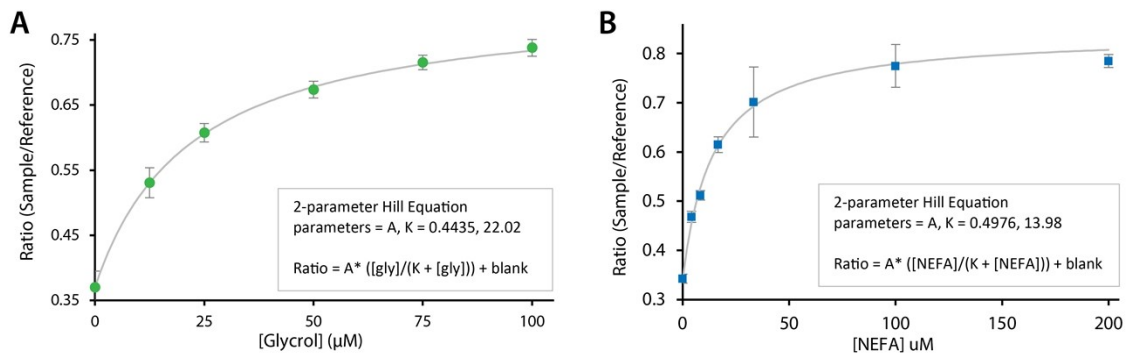 A
Ratio (Sample/Reference)
0.75
0.65
0.55
0.45
0.35
2-parameter Hill Equation
parameters = A, K = 0.4435, 22.02
Ratio = A* ([gly]/(K + [gly])) + blank
0 25 50 75 100
[Glycrol] (μM)
B
Ratio (Sample/Reference)
0.8
0.7
0.6
0.5
0.4
0.3
2-parameter Hill Equation
parameters = A, K = 0.4976, 13.98
Ratio = A* ([NEFA]/(K + [NEFA])) + blank
0 50 100 150 200
[NEFA] uM